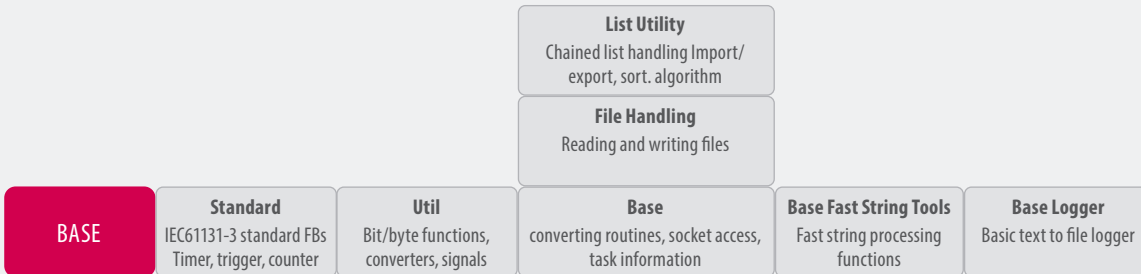 List Utility
Chained list handling Import/
export, sort. algorithm
File Handling
Reading and writing files
BASE
Standard
IEC61131-3 standard FBs
Timer, trigger, counter
Util
Bit/byte functions,
converters, signals
Base
converting routines, socket access,
task information
Base Fast String Tools
Fast string processing
functions
Base Logger
Basic text to file logger